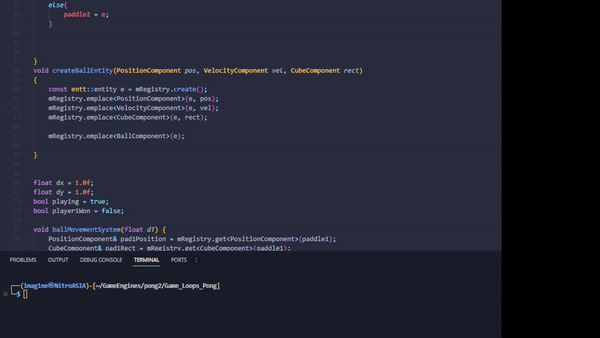 else{
paddle2 = e;
}
}
void createBallEntity(PositionComponent pos, VelocityComponent vel, CubeComponent rect)
{
const entt::entity e = mRegistry.create();
mRegistry.emplace<PositionComponent>(e, pos);
mRegistry.emplace<VelocityComponent>(e, vel);
mRegistry.emplace<CubeComponent>(e, rect);
mRegistry.emplace<BallComponent>(e);
}
float dx = 1.0f;
float dy = 1.0f;
bool playing = true;
bool player1Won = false;
void ballMovementSystem(float dT) {
PositionComponent& pad1Position = mRegistry.get<PositionComponent>(paddle1);
CubeComponent& pad1Rect = mRegistry.get<CubeComponent>(paddle1);
PROBLEMS OUTPUT DEBUG CONSOLE TERMINAL PORTS 2
(imag1ne㉿NitroASIA)-[~/GameEngines/pong2/Game_Loops_Pong]
$